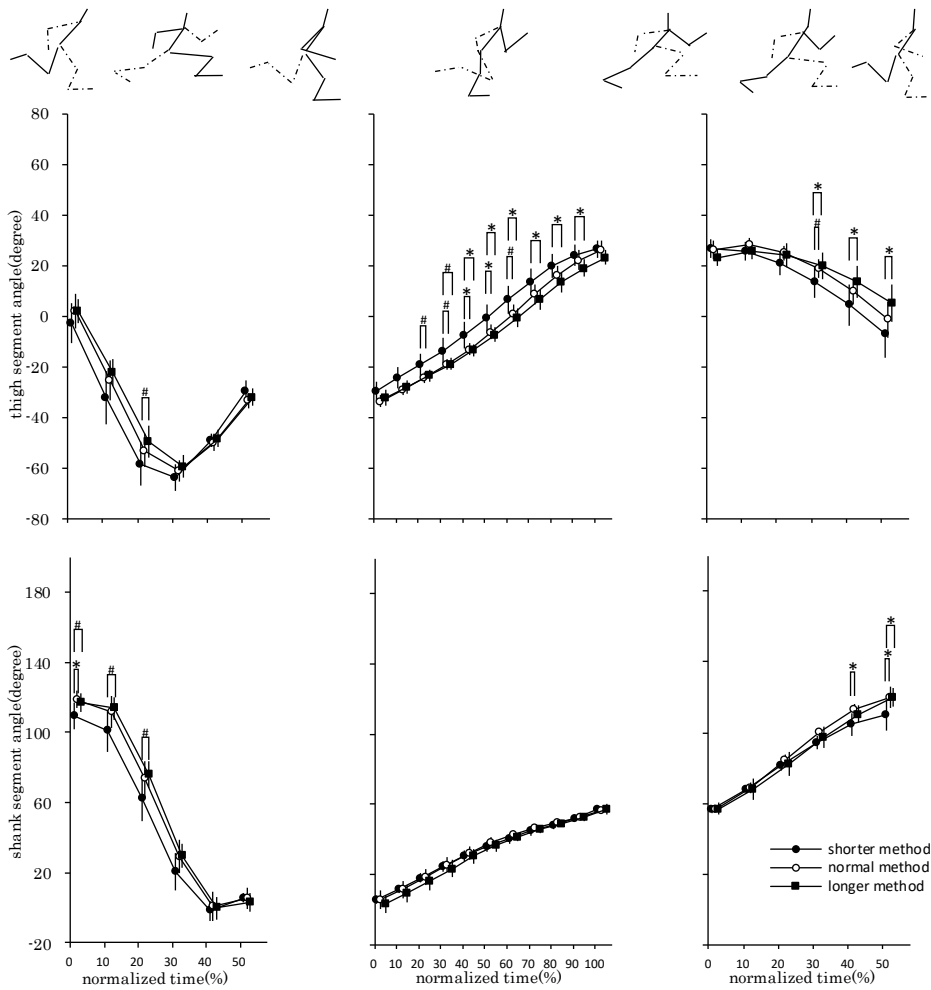 80
60
40
20
0
-20
-40
-60
-80
thigh segment angle(degree)
#
# # # * * * * * # * * * *
* # * *
180
140
100
60
20
-20
shank segment angle(degree)
# * # #
* * *
shorter method
normal method
longer method
0 10 20 30 40 50
normalized time(%)
0 10 20 30 40 50 60 70 80 90 100
normalized time(%)
0 10 20 30 40 50
normalized time(%)